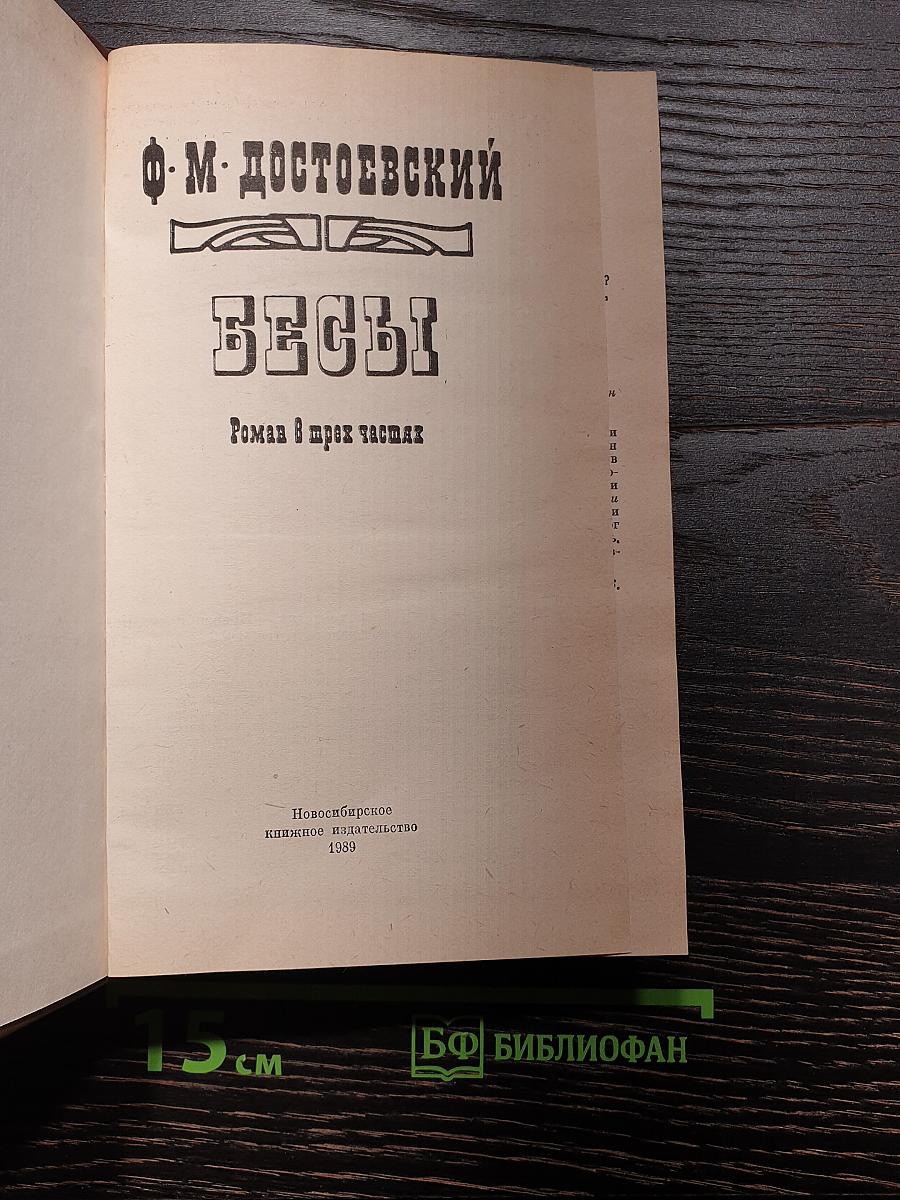 Ф·М·ДОСТОЕВСКИЙ
БЕСЫ
Роман в трех частях
Новосибирское
книжное издательство
1989
15 см
БФ БИБЛИОФАН